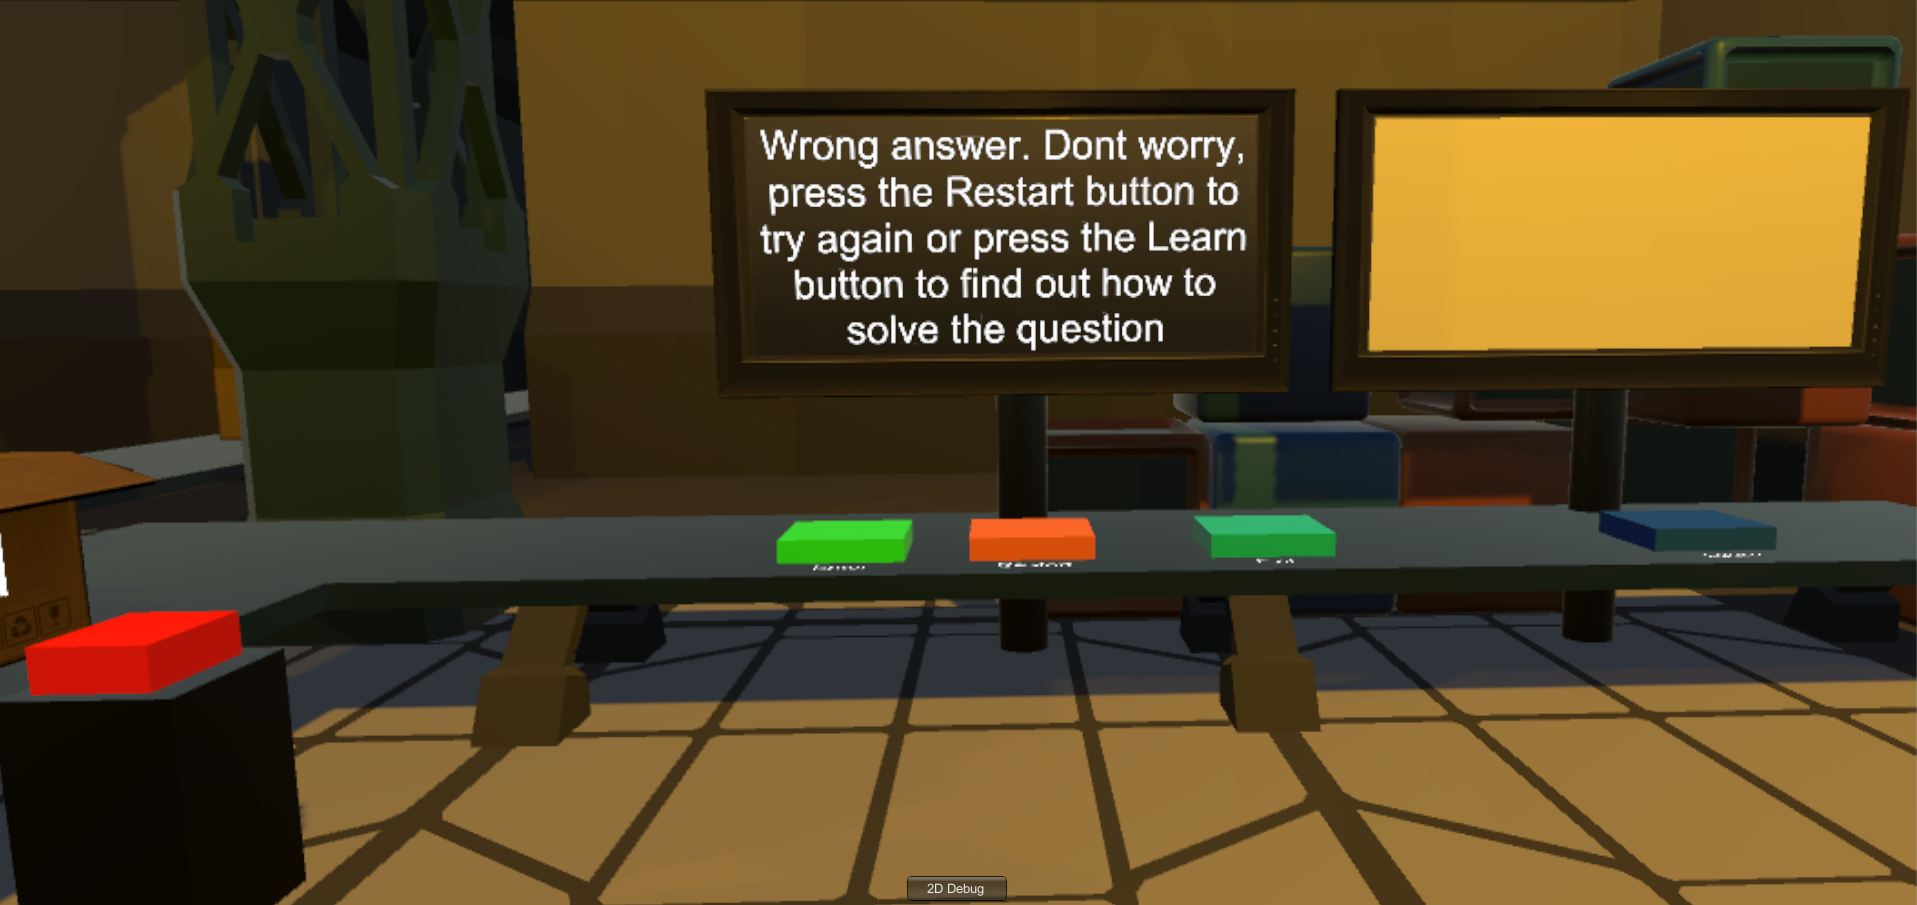 Wrong answer. Dont worry,
press the Restart button to
try again or press the Learn
button to find out how to
solve the question
Restart
2D Debug